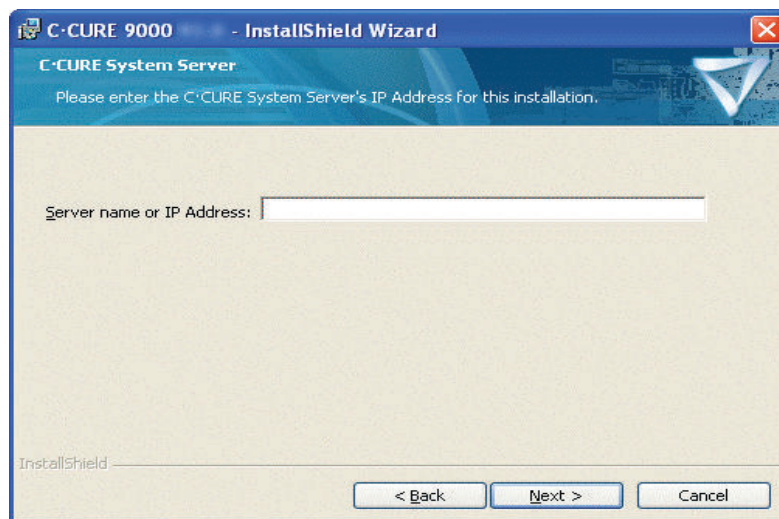 C·CURE 9000 - InstallShield Wizard
C·CURE System Server
Please enter the C·CURE System Server's IP Address for this installation.
Server name or IP Address:
InstallShield
< Back Next > Cancel